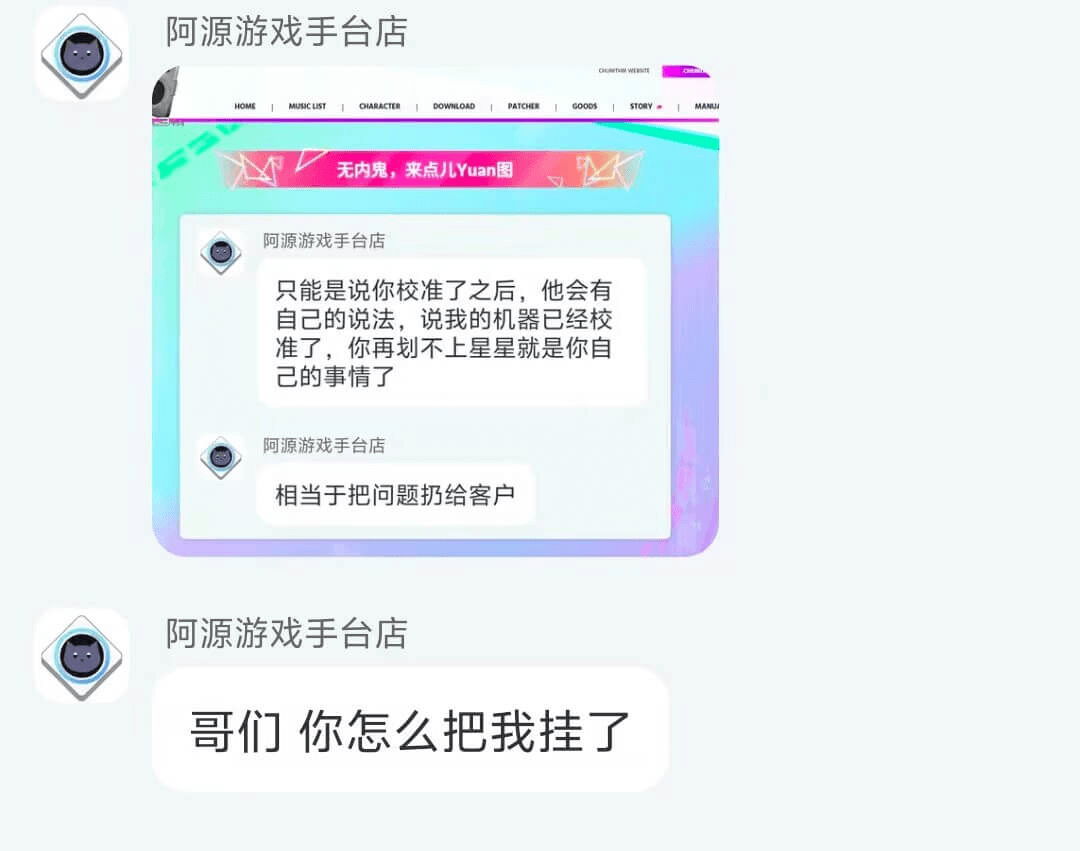 阿源游戏手台店
CHUNITHM WEBSITE
HOME | MUSIC LIST | CHARACTER | DOWNLOAD | PATCHER | GOODS | STORY | MANUA
无内鬼，来点儿Yuan图
阿源游戏手台店
只能是说你校准了之后，他会有
自己的说法，说我的机器已经校
准了，你再划不上星星就是你自
己的事情了
阿源游戏手台店
相当于把问题扔给客户
阿源游戏手台店
哥们 你怎么把我挂了